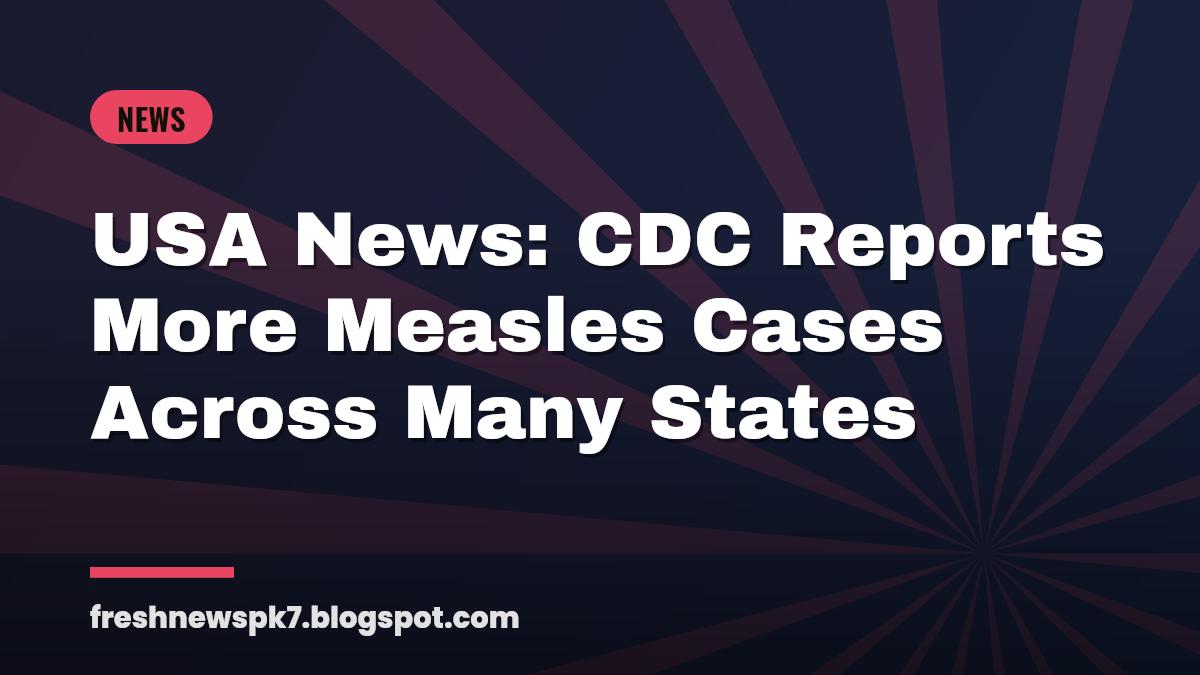 NEWS
USA News: CDC Reports
More Measles Cases
Across Many States
freshnewspk7.blogspot.com